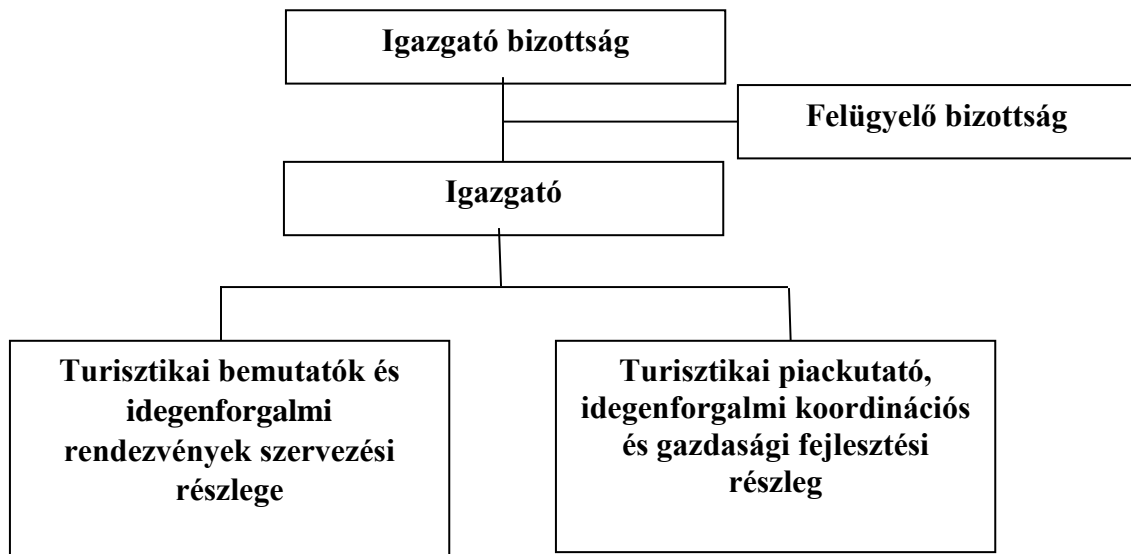 Igazgató bizottság
Felügyelő bizottság
Igazgató
Turisztikai bemutatók és
idegenforgalmi
rendezvények szervezési
részlege
Turisztikai piackutató,
idegenforgalmi koordinációs
és gazdasági fejlesztési
részleg